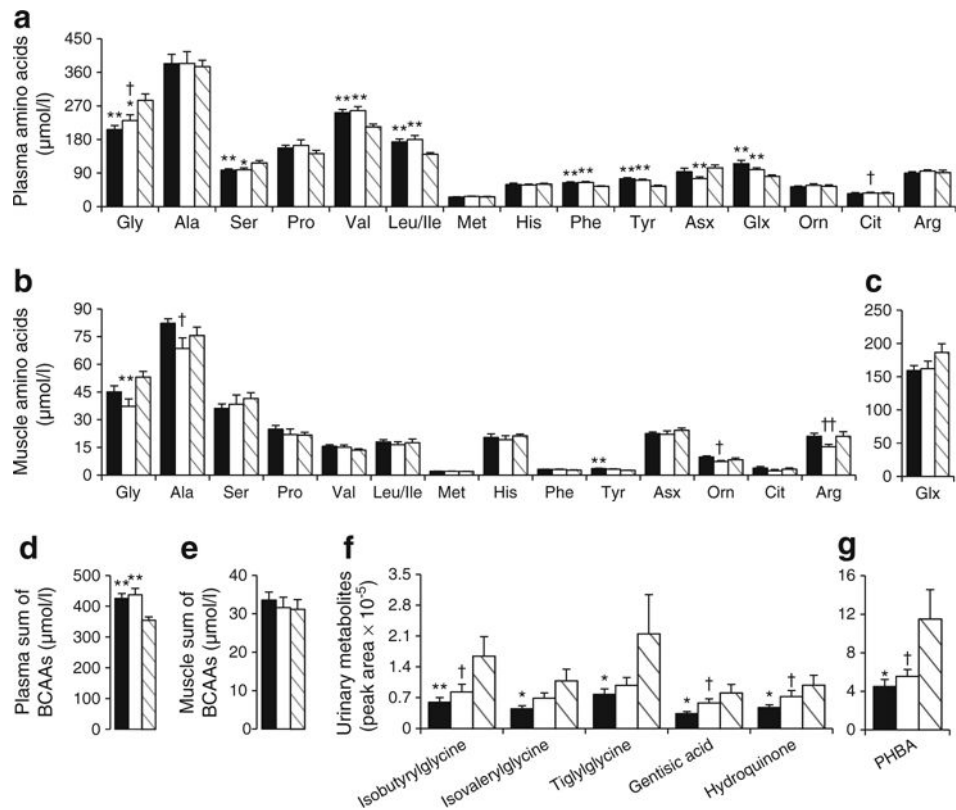 a
Plasma amino acids
(µmol/l)
450
360
270
180
90
0
** * † ** * ** ** ** ** ** ** ** ** ** ** ** †
Gly Ala Ser Pro Val Leu/Ile Met His Phe Tyr Asx Glx Orn Cit Arg
b
Muscle amino acids
(µmol/l)
90
75
60
45
30
15
0
** † ** † ††
Gly Ala Ser Pro Val Leu/Ile Met His Phe Tyr Asx Orn Cit Arg
c
250
200
150
100
50
0
Glx
d
Plasma sum of
BCAAs (µmol/l)
500
400
300
200
100
0
** **
e
Muscle sum of
BCAAs (µmol/l)
40
30
20
10
0
f
Urinary metabolites
(peak area × 10-5)
3.5
2.8
2.1
1.4
0.7
0
** † * * * † * †
Isobutyrylglycine
Isovalerylglycine
Tiglylglycine
Gentisic acid
Hydroquinone
g
16
12
8
4
0
* †
PHBA